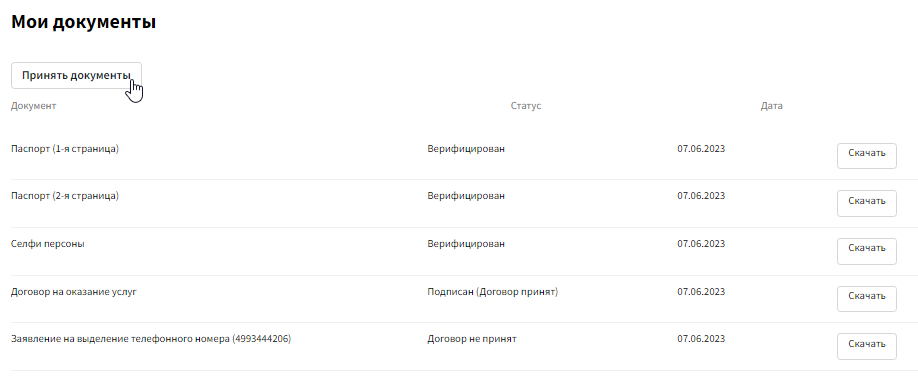 Мои документы
Принять документы
Документ Статус Дата
Паспорт (1-я страница) Верифицирован 07.06.2023 Скачать
Паспорт (2-я страница) Верифицирован 07.06.2023 Скачать
Селфи персоны Верифицирован 07.06.2023 Скачать
Договор на оказание услуг Подписан (Договор принят) 07.06.2023 Скачать
Заявление на выделение телефонного номера (4993444206) Договор не принят 07.06.2023 Скачать